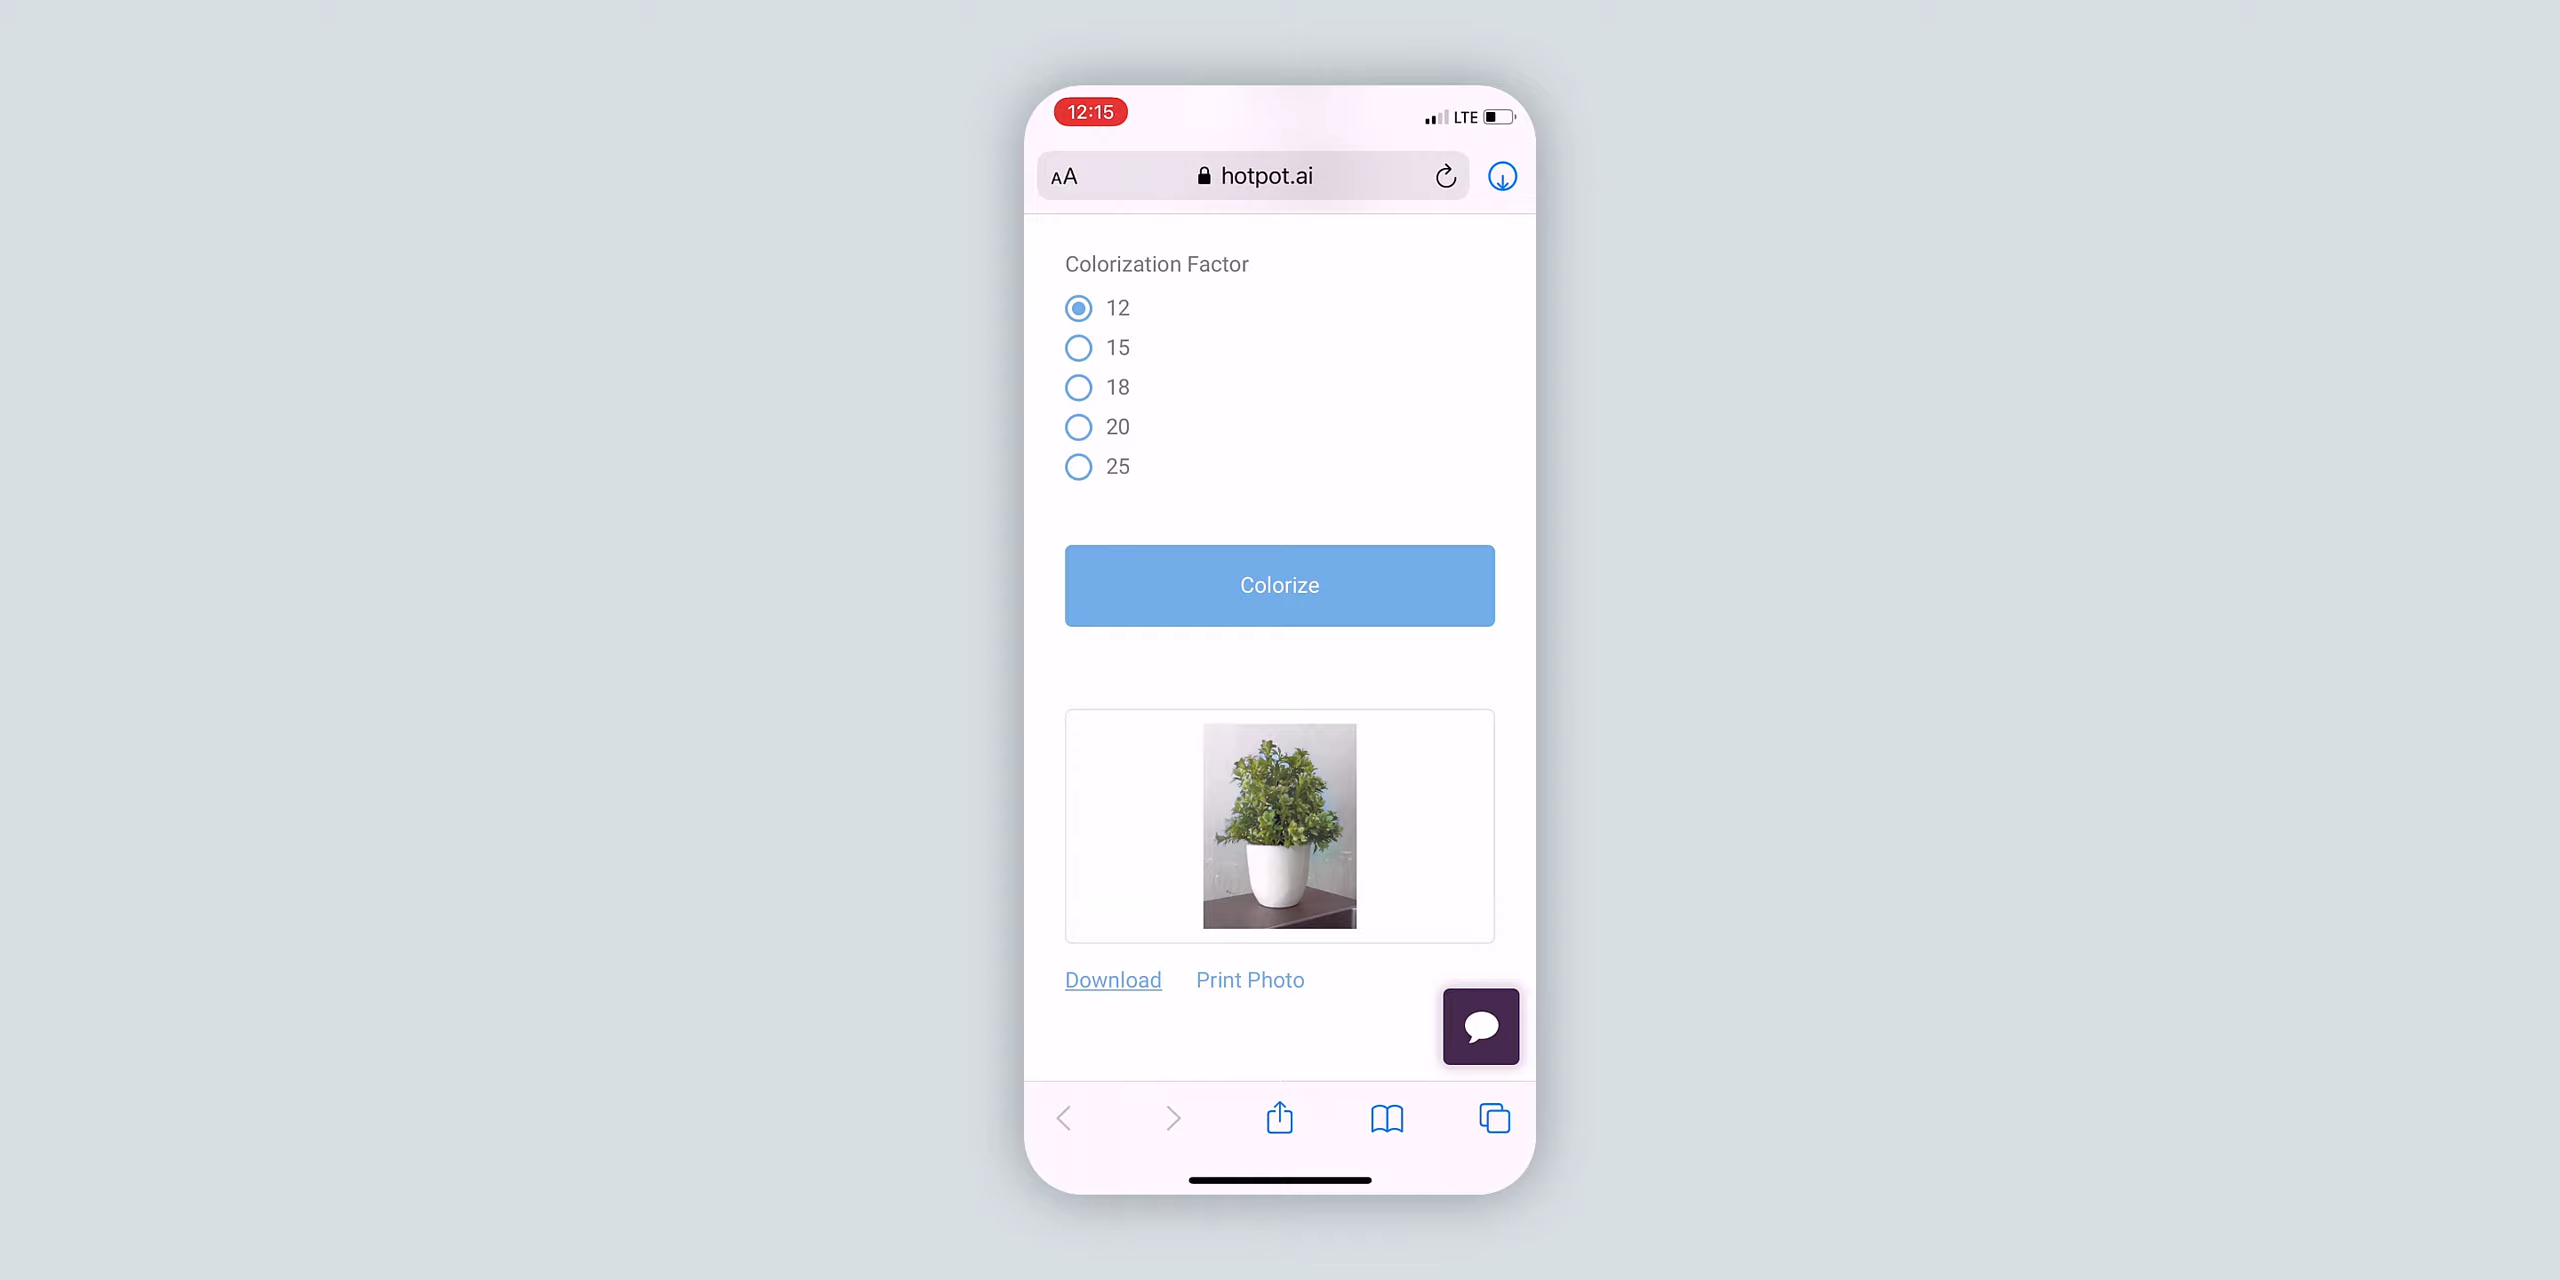 12:15
LTE
AA
hotpot.ai
Colorization Factor
12
15
18
20
25
Colorize
Download Print Photo